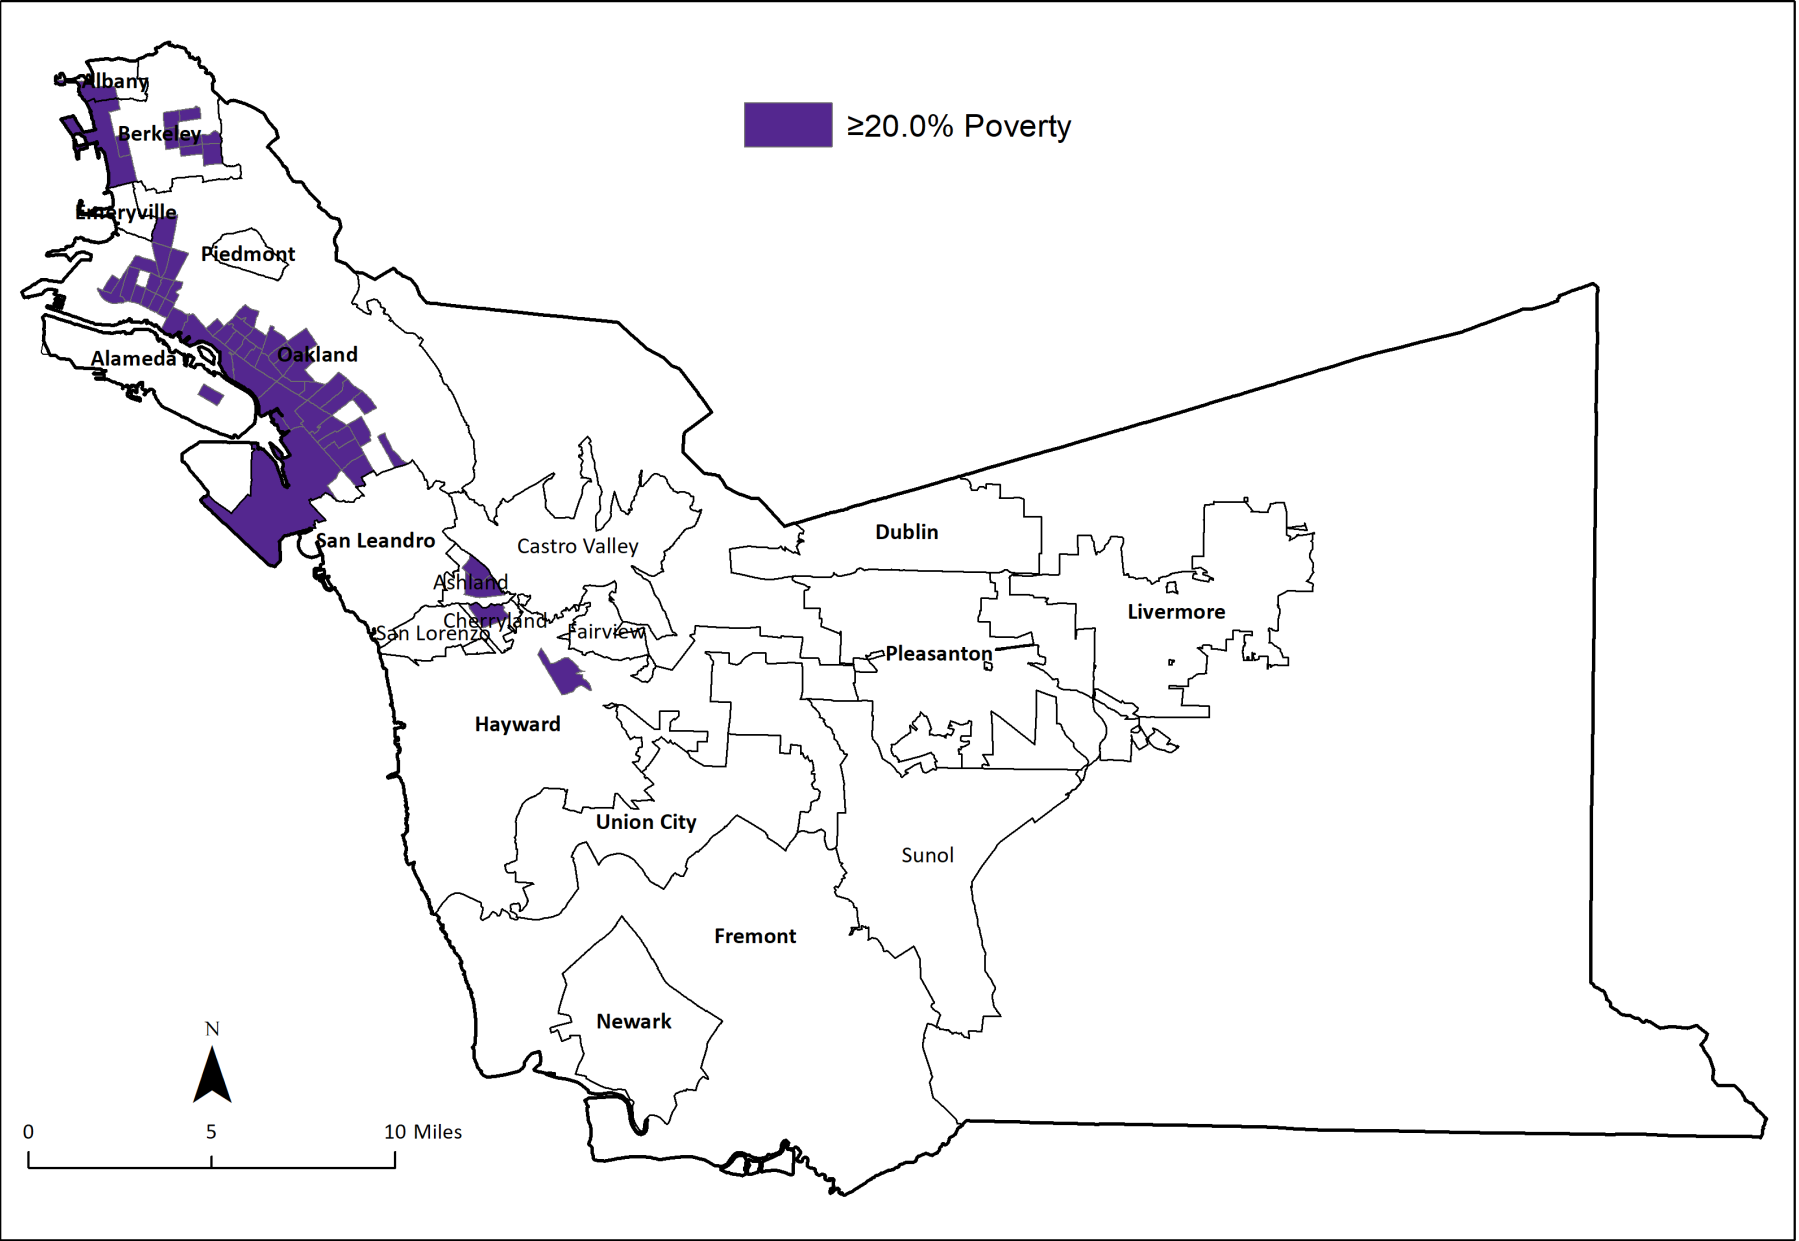 Albany
≥20.0% Poverty
Berkeley
Emeryville
Piedmont
Oakland
Alameda
Dublin
San Leandro
Castro Valley
Ashland
Livermore
Cherryland
San Lorenzo
Fairview
Pleasanton
Hayward
Union City
Sunol
Fremont
Newark
N
0 5 10 Miles